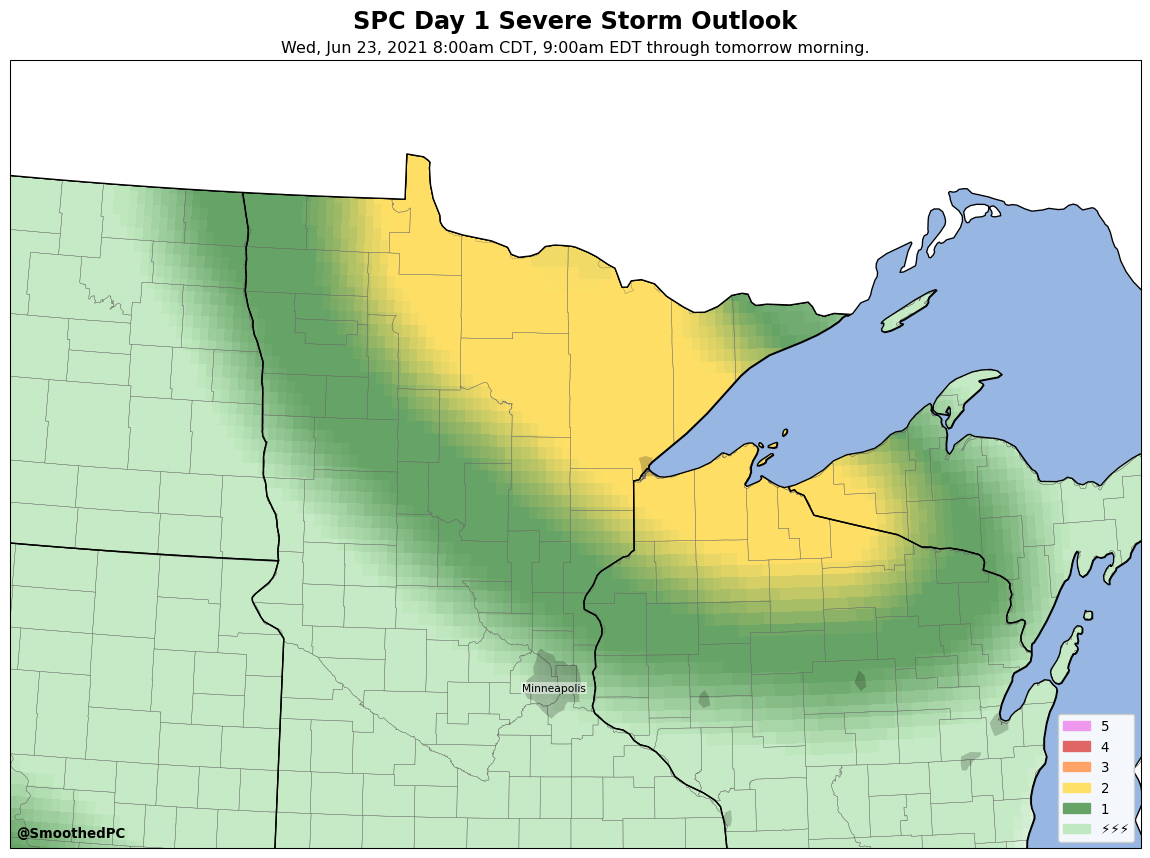 SPC Day 1 Severe Storm Outlook
Wed, Jun 23, 2021 8:00am CDT, 9:00am EDT through tomorrow morning.
Minneapolis
5
4
3
2
1
⚡⚡⚡
@SmoothedPC